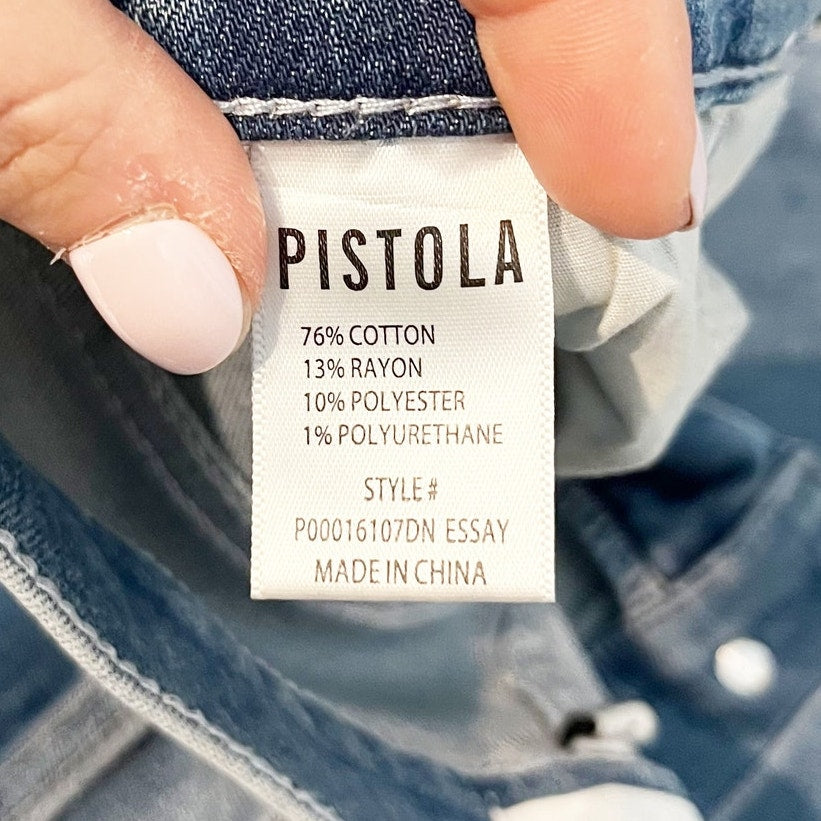 PISTOLA
76% COTTON
13% RAYON
10% POLYESTER
1% POLYURETHANE
STYLE #
P00016107DN ESSAY
MADE IN CHINA